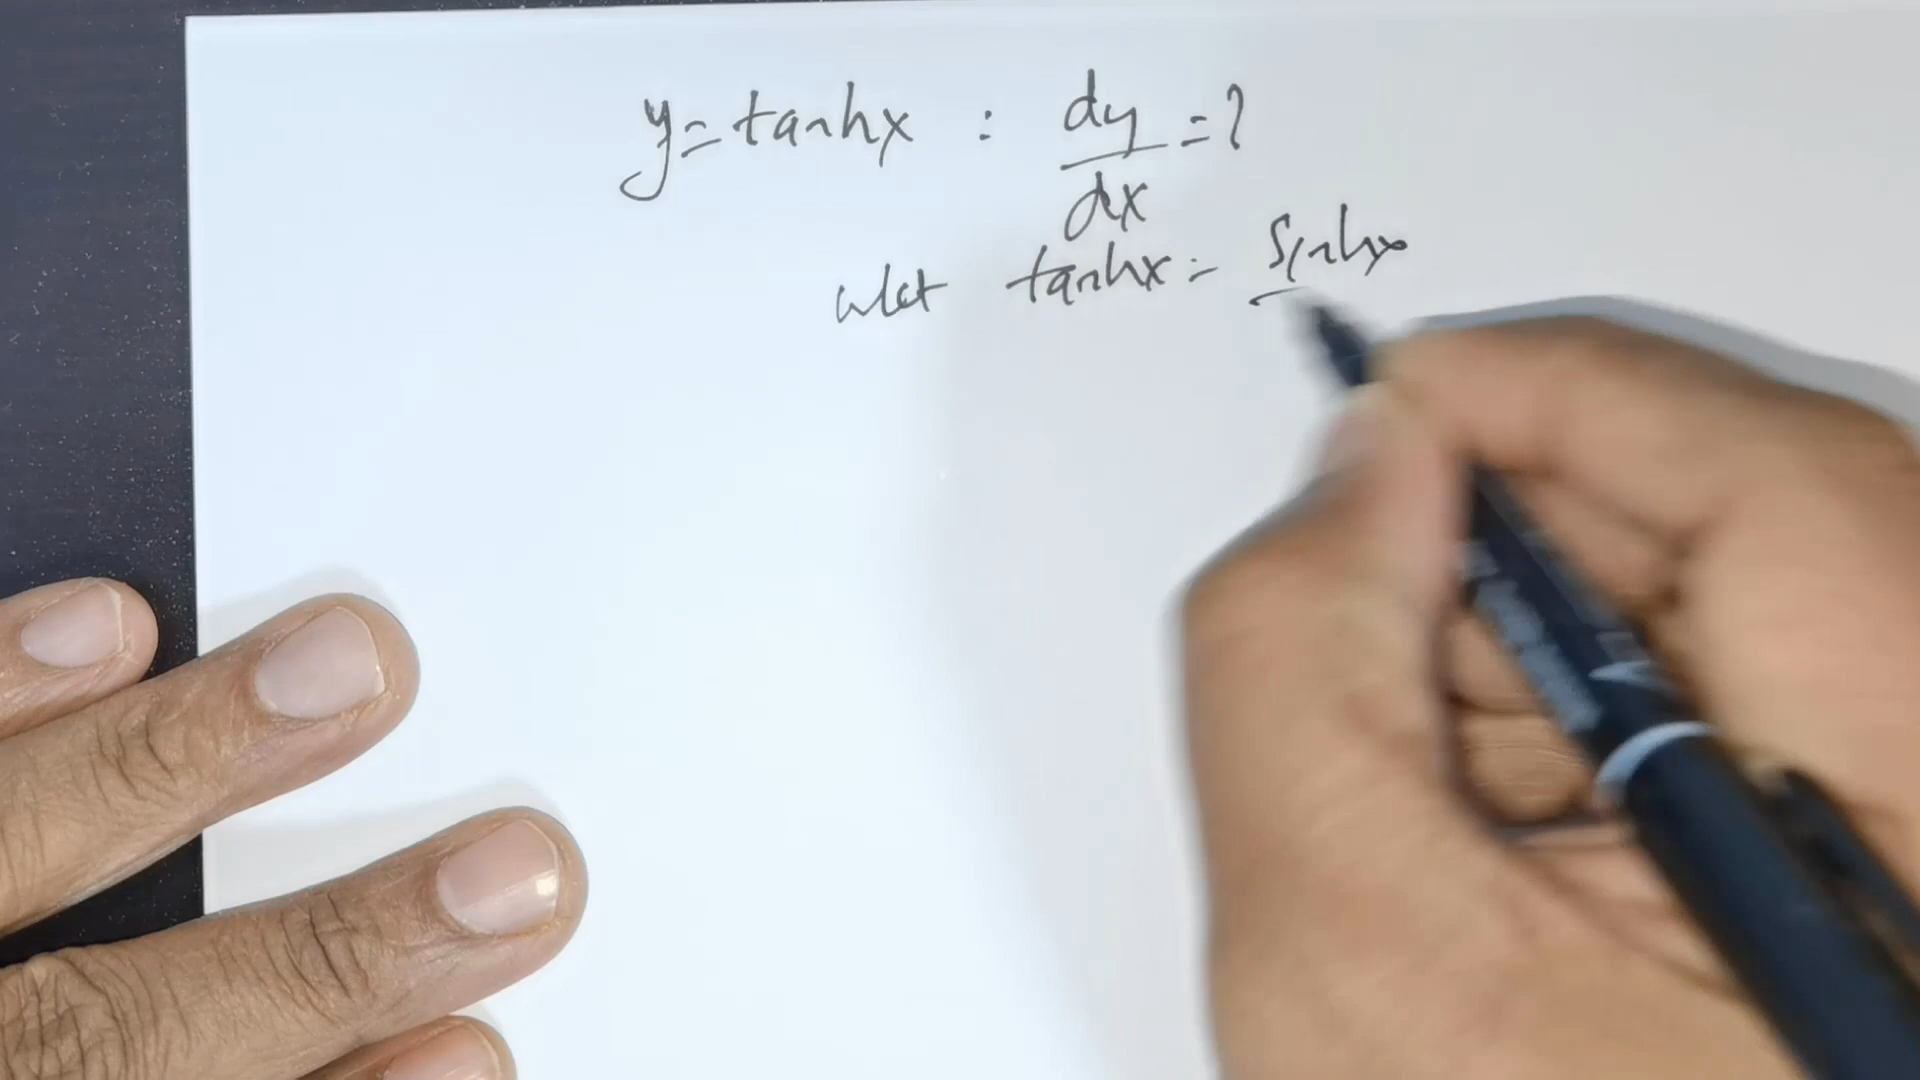 y=tanhx : dy/dx =?
wkt tanhx = sinhx